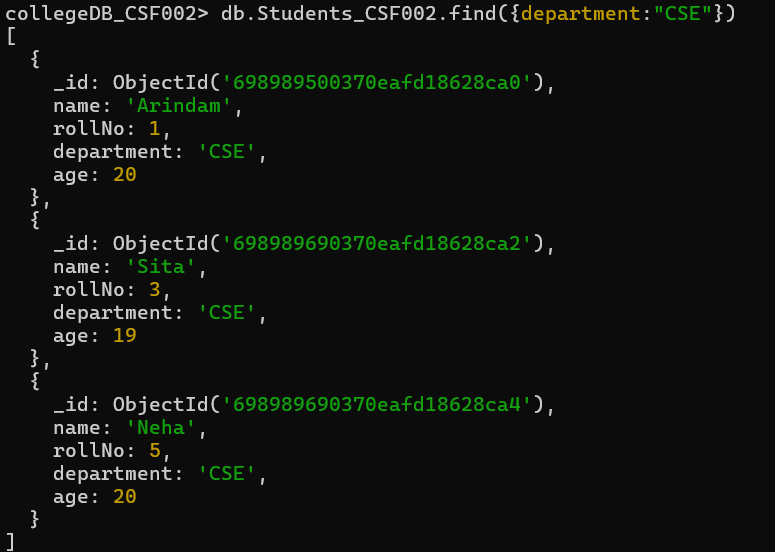 collegeDB_CSF002> db.Students_CSF002.find({department:"CSE"})
[
  {
    _id: ObjectId('698989500370eafd18628ca0'),
    name: 'Arindam',
    rollNo: 1,
    department: 'CSE',
    age: 20
  },
  {
    _id: ObjectId('698989690370eafd18628ca2'),
    name: 'Sita',
    rollNo: 3,
    department: 'CSE',
    age: 19
  },
  {
    _id: ObjectId('698989690370eafd18628ca4'),
    name: 'Neha',
    rollNo: 5,
    department: 'CSE',
    age: 20
  }
]